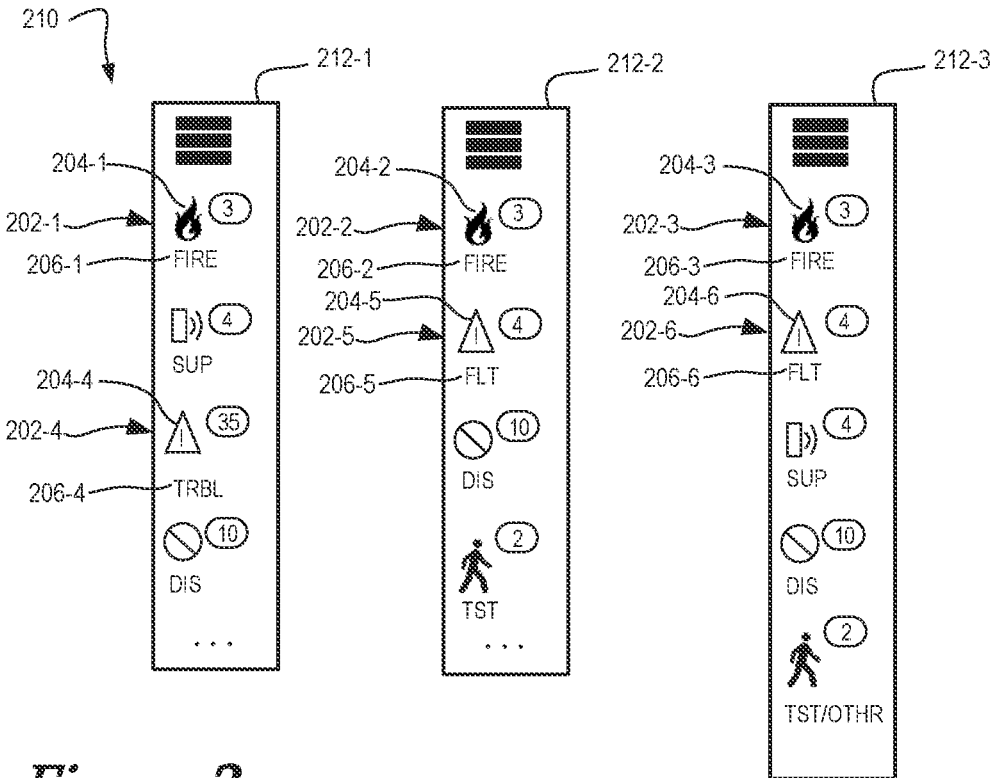 210
212-1
212-2
212-3
204-1
204-2
204-3
202-1
3
202-2
3
202-3
3
206-1
FIRE
206-2
FIRE
206-3
FIRE
204-5
204-6
4
202-5
4
202-6
4
SUP
206-5
FLT
206-6
FLT
204-4
202-4
35
10
4
206-4
TRBL
DIS
SUP
10
2
10
DIS
TST
DIS
2
...
...
TST/OTHR